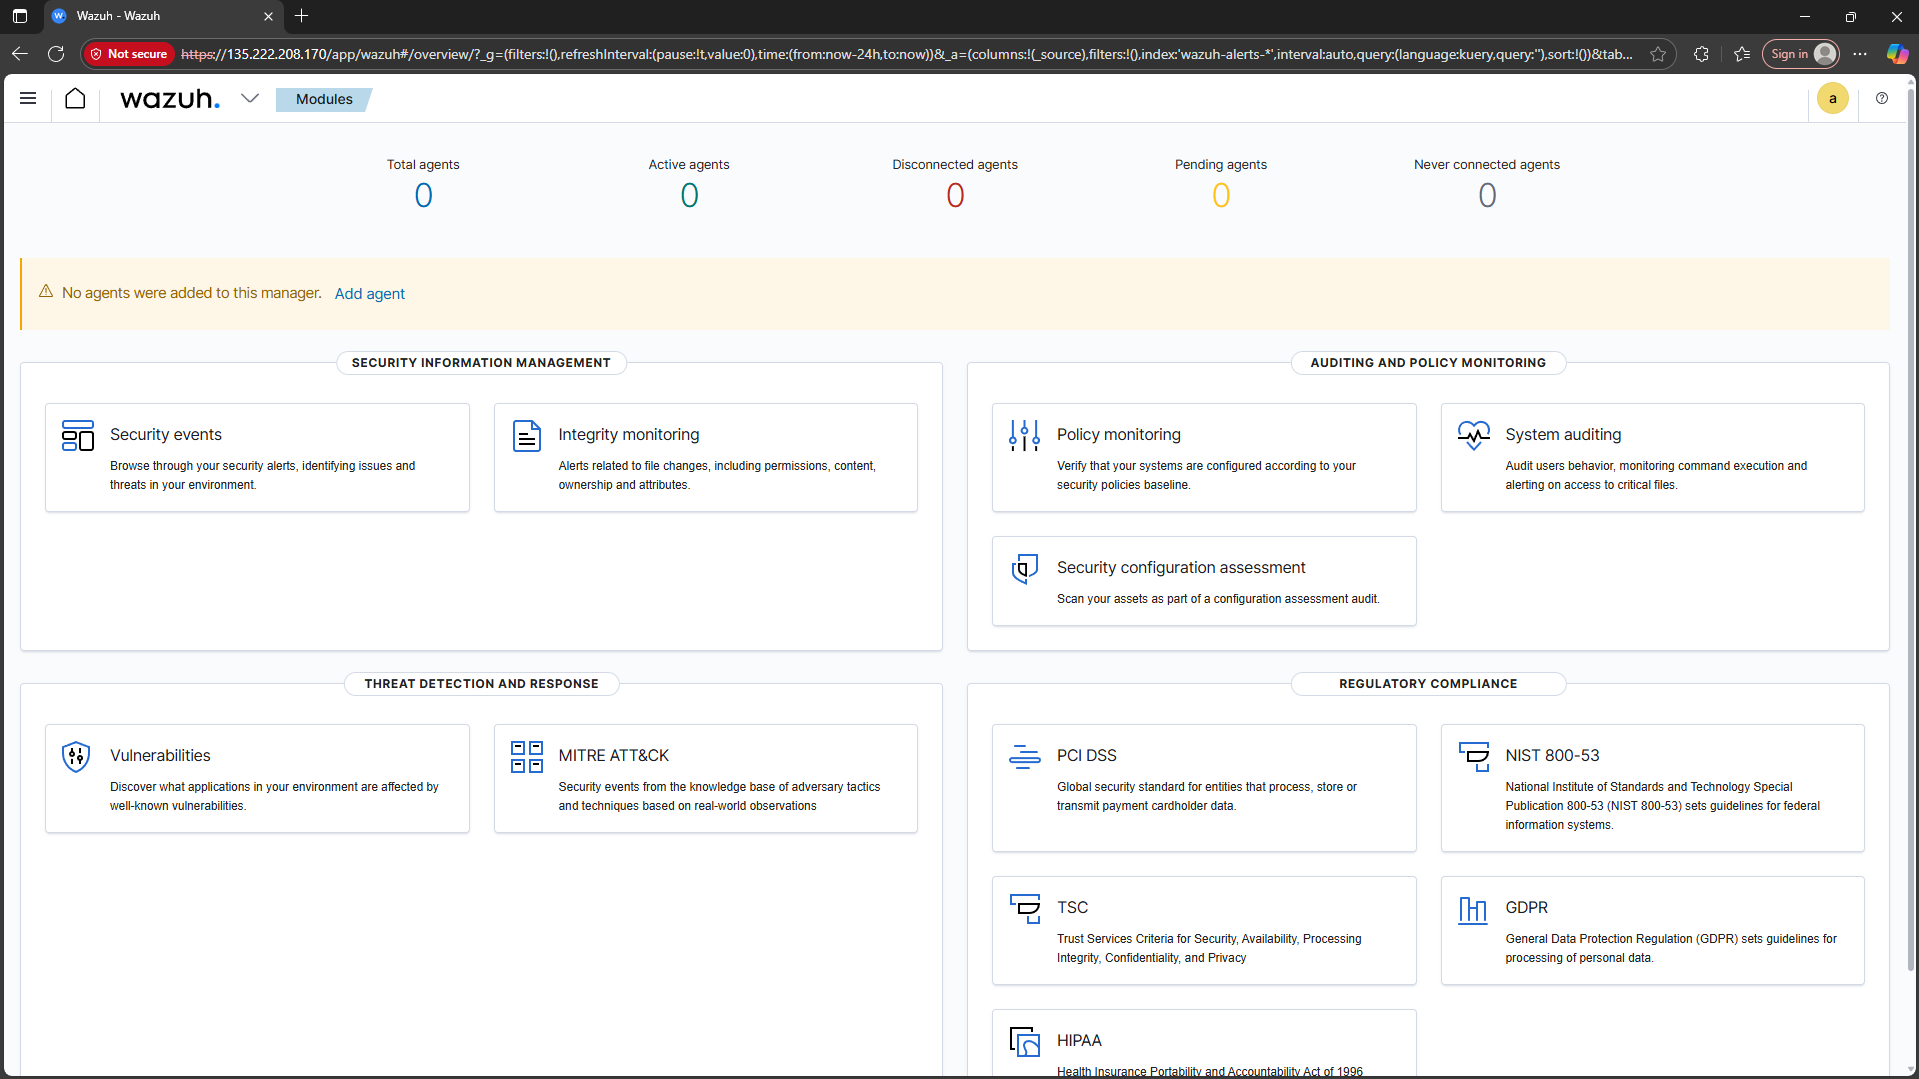 Wazuh - Wazuh
Not secure https://135.222.208.170/app/wazuh#/overview/?_g=(filters:!(),refreshInterval:(pause:!t,value:0),time:(from:now-24h,to:now))&_a=(columns:!(_source),filters:!(),index:'wazuh-alerts-*',interval:auto,query:(language:kuery,query:''),sort:!())&tab...
Sign in
wazuh. Modules
a
Total agents
0
Active agents
0
Disconnected agents
0
Pending agents
0
Never connected agents
0
No agents were added to this manager. Add agent
SECURITY INFORMATION MANAGEMENT
Security events
Browse through your security alerts, identifying issues and
threats in your environment.
Integrity monitoring
Alerts related to file changes, including permissions, content,
ownership and attributes.
AUDITING AND POLICY MONITORING
Policy monitoring
Verify that your systems are configured according to your
security policies baseline.
System auditing
Audit users behavior, monitoring command execution and
alerting on access to critical files.
Security configuration assessment
Scan your assets as part of a configuration assessment audit.
THREAT DETECTION AND RESPONSE
Vulnerabilities
Discover what applications in your environment are affected by
well-known vulnerabilities.
MITRE ATT&CK
Security events from the knowledge base of adversary tactics
and techniques based on real-world observations
REGULATORY COMPLIANCE
PCI DSS
Global security standard for entities that process, store or
transmit payment cardholder data.
NIST 800-53
National Institute of Standards and Technology Special
Publication 800-53 (NIST 800-53) sets guidelines for federal
information systems.
TSC
Trust Services Criteria for Security, Availability, Processing
Integrity, Confidentiality, and Privacy
GDPR
General Data Protection Regulation (GDPR) sets guidelines for
processing of personal data.
HIPAA
Health Insurance Portability and Accountability Act of 1996